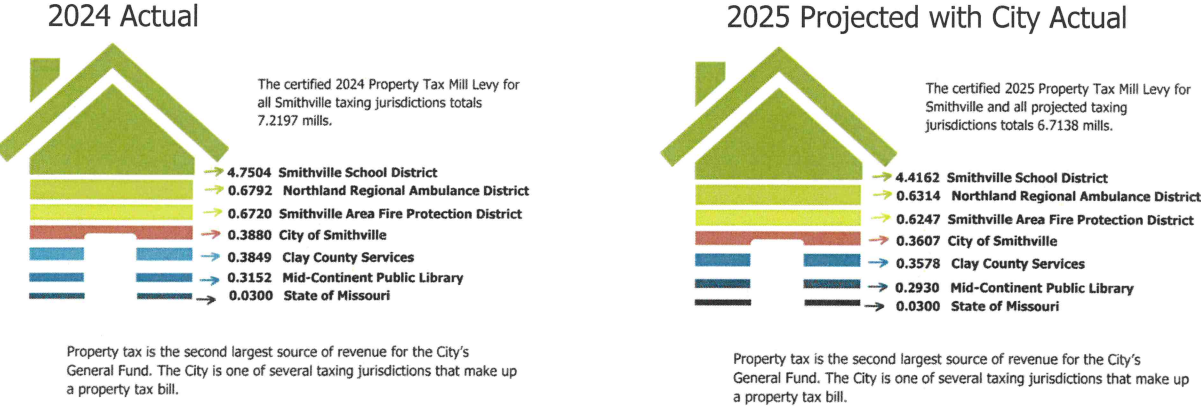 2024 Actual
The certified 2024 Property Tax Mill Levy for
all Smithville taxing jurisdictions totals
7.2197 mills.
4.7504 Smithville School District
0.6792 Northland Regional Ambulance District
0.6720 Smithville Area Fire Protection District
0.3880 City of Smithville
0.3849 Clay County Services
0.3152 Mid-Continent Public Library
0.0300 State of Missouri
Property tax is the second largest source of revenue for the City's
General Fund. The City is one of several taxing jurisdictions that make up
a property tax bill.
2025 Projected with City Actual
The certified 2025 Property Tax Mill Levy for
Smithville and all projected taxing
jurisdictions totals 6.7138 mills.
4.4162 Smithville School District
0.6314 Northland Regional Ambulance District
0.6247 Smithville Area Fire Protection District
0.3607 City of Smithville
0.3578 Clay County Services
0.2930 Mid-Continent Public Library
0.0300 State of Missouri
Property tax is the second largest source of revenue for the City's
General Fund. The City is one of several taxing jurisdictions that make up
a property tax bill.